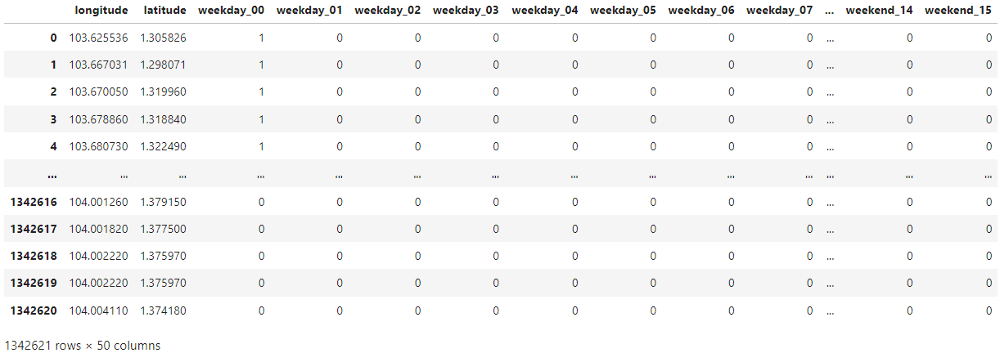 longitude latitude weekday_00 weekday_01 weekday_02 weekday_03 weekday_04 weekday_05 weekday_06 weekday_07 ... weekend_14 weekend_15
0 103.625536 1.305826 1 0 0 0 0 0 0 0 ... 0 0
1 103.667031 1.298071 1 0 0 0 0 0 0 0 ... 0 0
2 103.670050 1.319960 1 0 0 0 0 0 0 0 ... 0 0
3 103.678860 1.318840 1 0 0 0 0 0 0 0 ... 0 0
4 103.680730 1.322490 1 0 0 0 0 0 0 0 ... 0 0
... ... ... ... ... ... ... ... ... ... ... ... ... ...
1342616 104.001260 1.379150 0 0 0 0 0 0 0 0 ... 0 0
1342617 104.001820 1.377500 0 0 0 0 0 0 0 0 ... 0 0
1342618 104.002220 1.375970 0 0 0 0 0 0 0 0 ... 0 0
1342619 104.002220 1.375970 0 0 0 0 0 0 0 0 ... 0 0
1342620 104.004110 1.374180 0 0 0 0 0 0 0 0 ... 0 0
1342621 rows × 50 columns